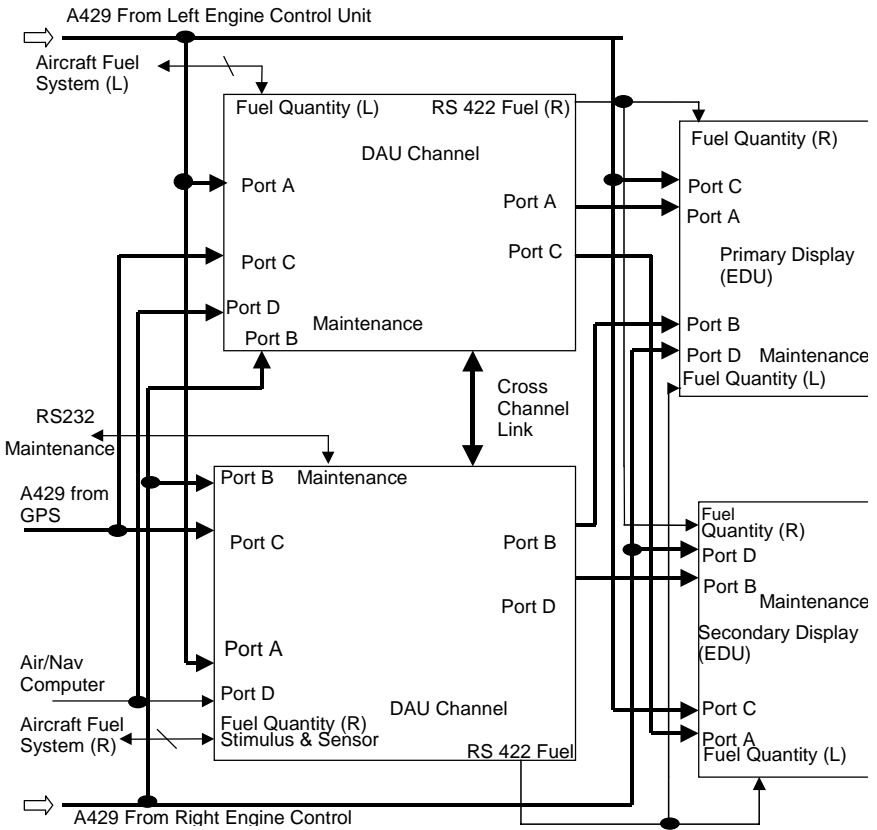 A429 From Left Engine Control Unit
Aircraft Fuel
System (L)
Fuel Quantity (L)
RS 422 Fuel (R)
DAU Channel
Port A
Port A
Port C
Port C
Port D
Port B
Maintenance
Fuel Quantity (R)
Port C
Port A
Primary Display
(EDU)
Port B
Port D
Maintenance
Fuel Quantity (L)
Cross
Channel
Link
RS232
Maintenance
A429 from
GPS
Port B
Maintenance
Port C
Port B
Port D
Port A
Port D
DAU Channel
Fuel Quantity (R)
Stimulus & Sensor
RS 422 Fuel
Air/Nav
Computer
Aircraft Fuel
System (R)
Fuel
Quantity (R)
Port D
Port B
Maintenance
Secondary Display
(EDU)
Port C
Port A
Fuel Quantity (L)
A429 From Right Engine Control